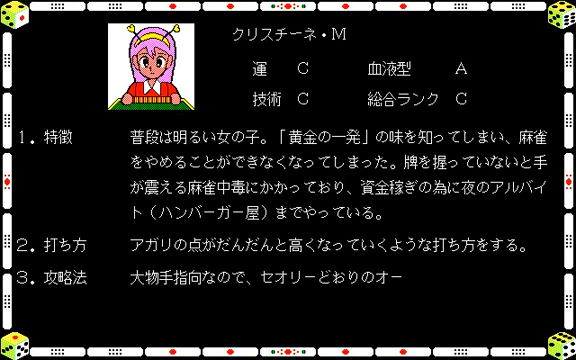 クリスチーネ・M
運 C 血液型 A
技術 C 総合ランク C
1．特徴 普段は明るい女の子。「黄金の一発」の味を知ってしまい、麻雀
をやめることができなくなってしまった。牌を握っていないと手
が震える麻雀中毒にかかっており、資金稼ぎの為に夜のアルバイ
ト（ハンバーガー屋）までやっている。
2．打ち方 アガリの点がだんだんと高くなっていくような打ち方をする。
3．攻略法 大物手指向なので、セオリーどおりのオー